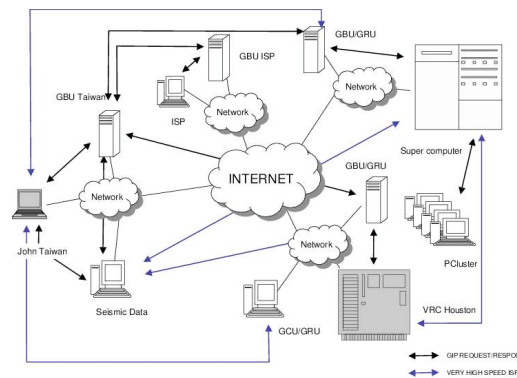 GBU/GRU
GBU ISP
GBU Taiwan
ISP
Network
Network
Super computer
INTERNET
GBU/GRU
Network
John Taiwan
Network
PCluster
Seismic Data
GCU/GRU
VRC Houston
GIP REQUEST/RESPO
VERY HIGH SPEED ISP